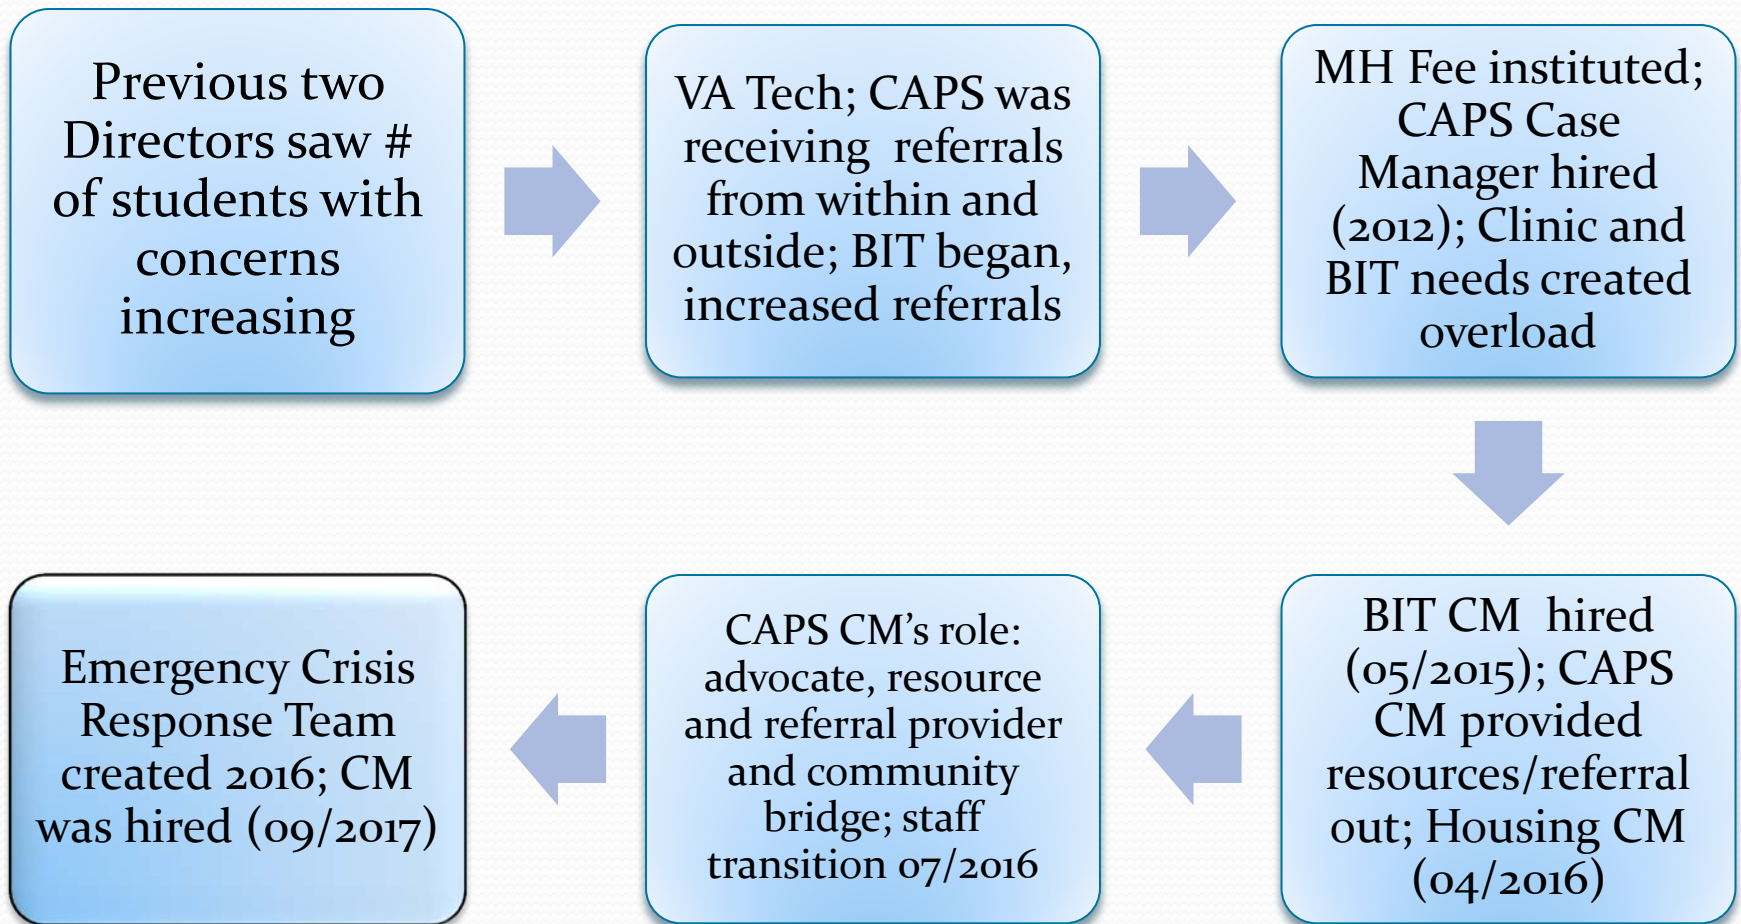 Previous two
Directors saw #
of students with
concerns
increasing
VA Tech; CAPS was
receiving referrals
from within and
outside; BIT began,
increased referrals
MH Fee instituted;
CAPS Case
Manager hired
(2012); Clinic and
BIT needs created
overload
BIT CM hired
(05/2015); CAPS
CM provided
resources/referral
out; Housing CM
(04/2016)
CAPS CM’s role:
advocate, resource
and referral provider
and community
bridge; staff
transition 07/2016
Emergency Crisis
Response Team
created 2016; CM
was hired (09/2017)